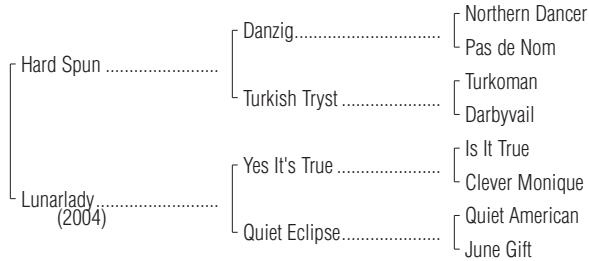 Northern Dancer
Danzig..................................
Pas de Nom
Hard Spun ..........................
Turkoman
Turkish Tryst .......................
Darbyvail
Is It True
Yes It's True ........................
Clever Monique
Lunarlady............................
(2004)
Quiet American
Quiet Eclipse.......................
June Gift